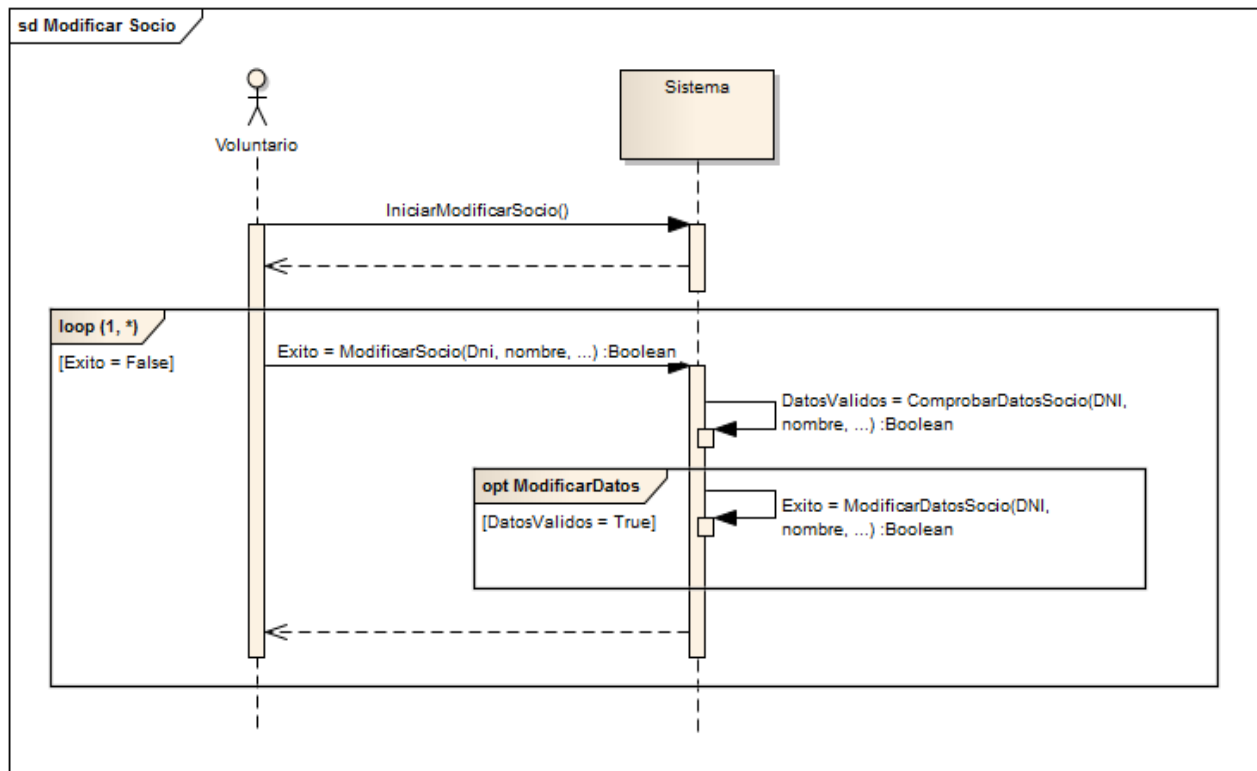 sd Modificar Socio
Voluntario
Sistema
IniciarModificarSocio()
loop (1, *)
[Exito = False]
Exito = ModificarSocio(Dni, nombre, ...) :Boolean
DatosValidos = ComprobarDatosSocio(DNI,
nombre, ...) :Boolean
opt ModificarDatos
[DatosValidos = True]
Exito = ModificarDatosSocio(DNI,
nombre, ...) :Boolean